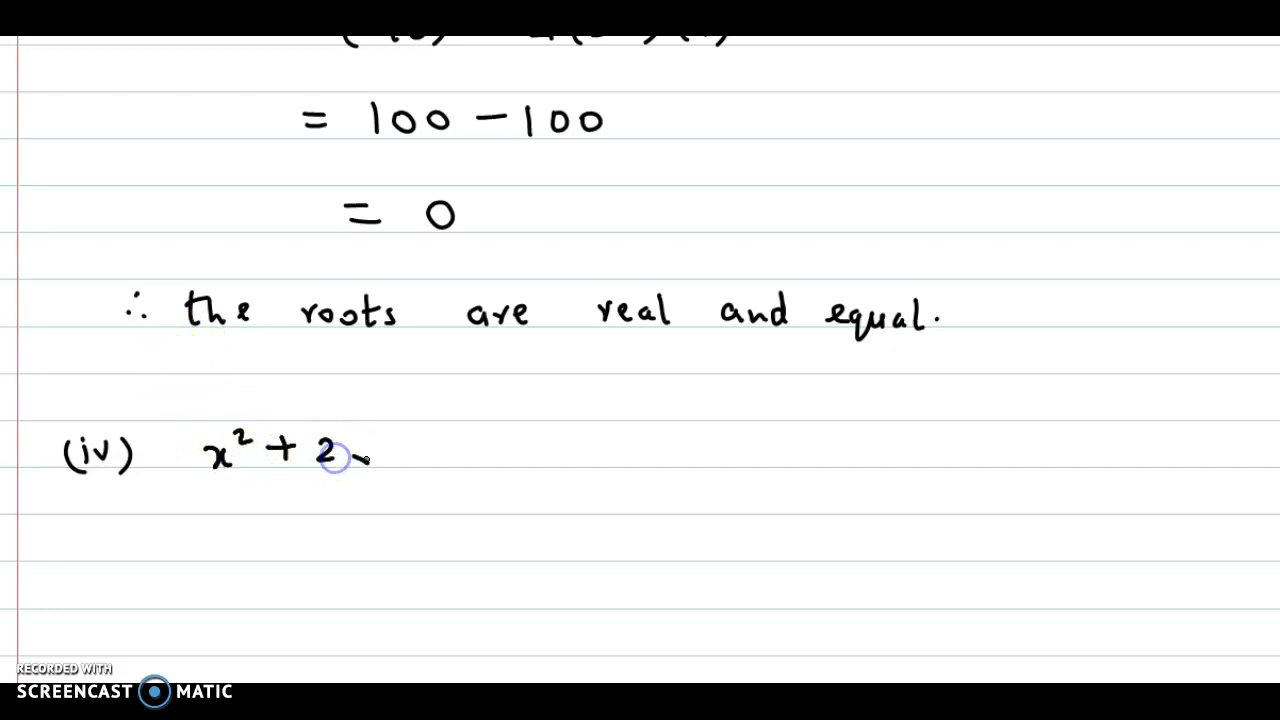 = 100 - 100
= 0
∴ the roots are real and equal.
(iv) x² + 2
RECORDED WITH
SCREENCAST MATIC